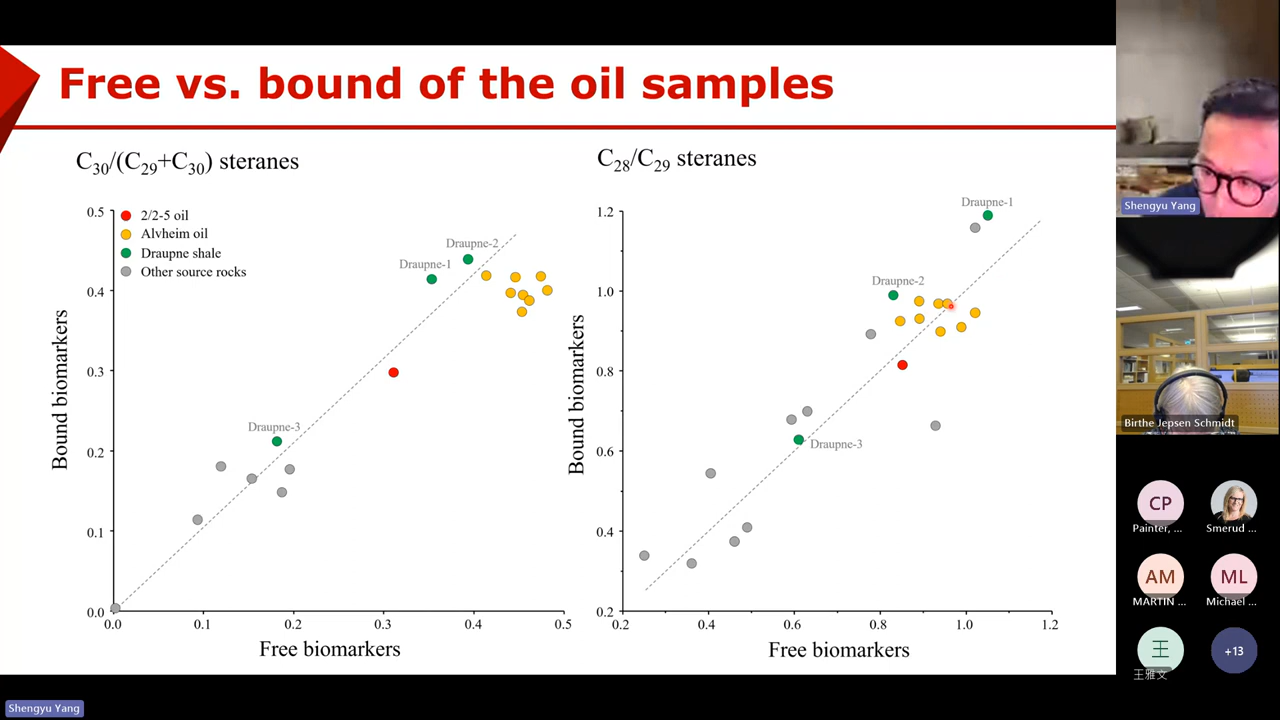 Free vs. bound of the oil samples
C30/(C29+C30) steranes
0.5
0.4
0.3
0.2
0.1
0.0
0.0
0.1
0.2
0.3
0.4
0.5
Bound biomarkers
Free biomarkers
2/2-5 oil
Alvheim oil
Draupne shale
Other source rocks
Draupne-2
Draupne-1
Draupne-3
C28/C29 steranes
1.2
1.0
0.8
0.6
0.4
0.2
0.2
0.4
0.6
0.8
1.0
1.2
Bound biomarkers
Free biomarkers
Draupne-1
Draupne-2
Draupne-3
Shengyu Yang
Birthe Jepsen Schmidt
CP
Painter, ...
Smerud ...
AM
MARTIN ...
ML
Michael ...
王
王雅文
+13
Shengyu Yang